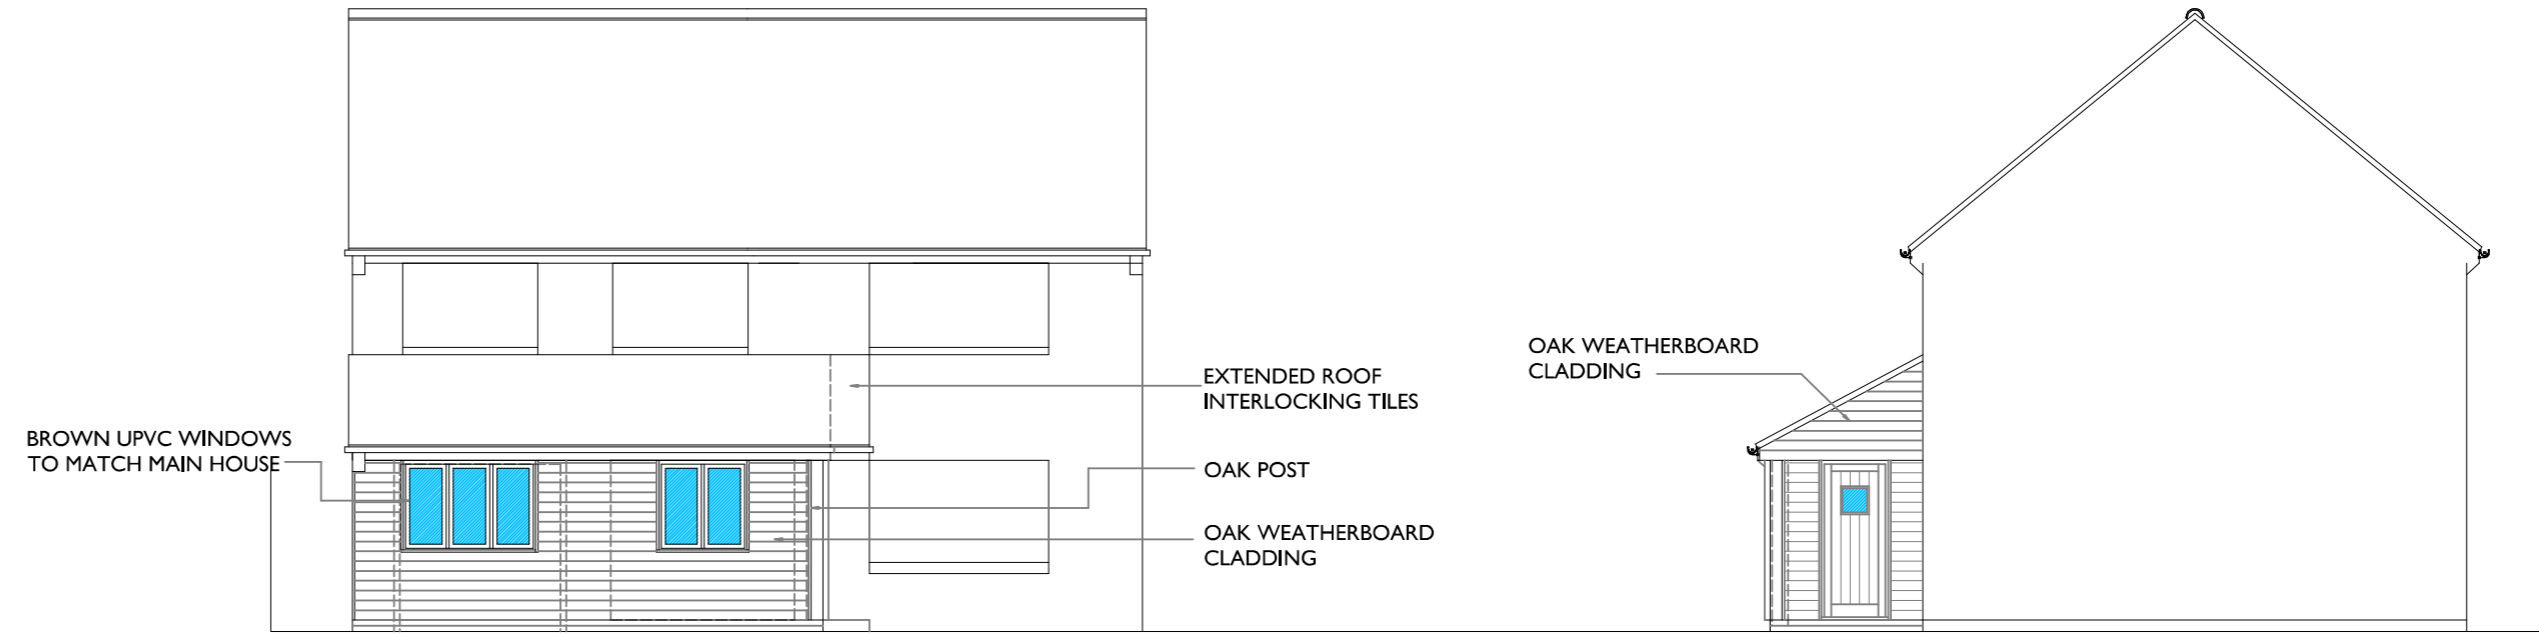 BROWN UPVC WINDOWS
TO MATCH MAIN HOUSE
EXTENDED ROOF
INTERLOCKING TILES
OAK POST
OAK WEATHERBOARD
CLADDING
OAK WEATHERBOARD
CLADDING